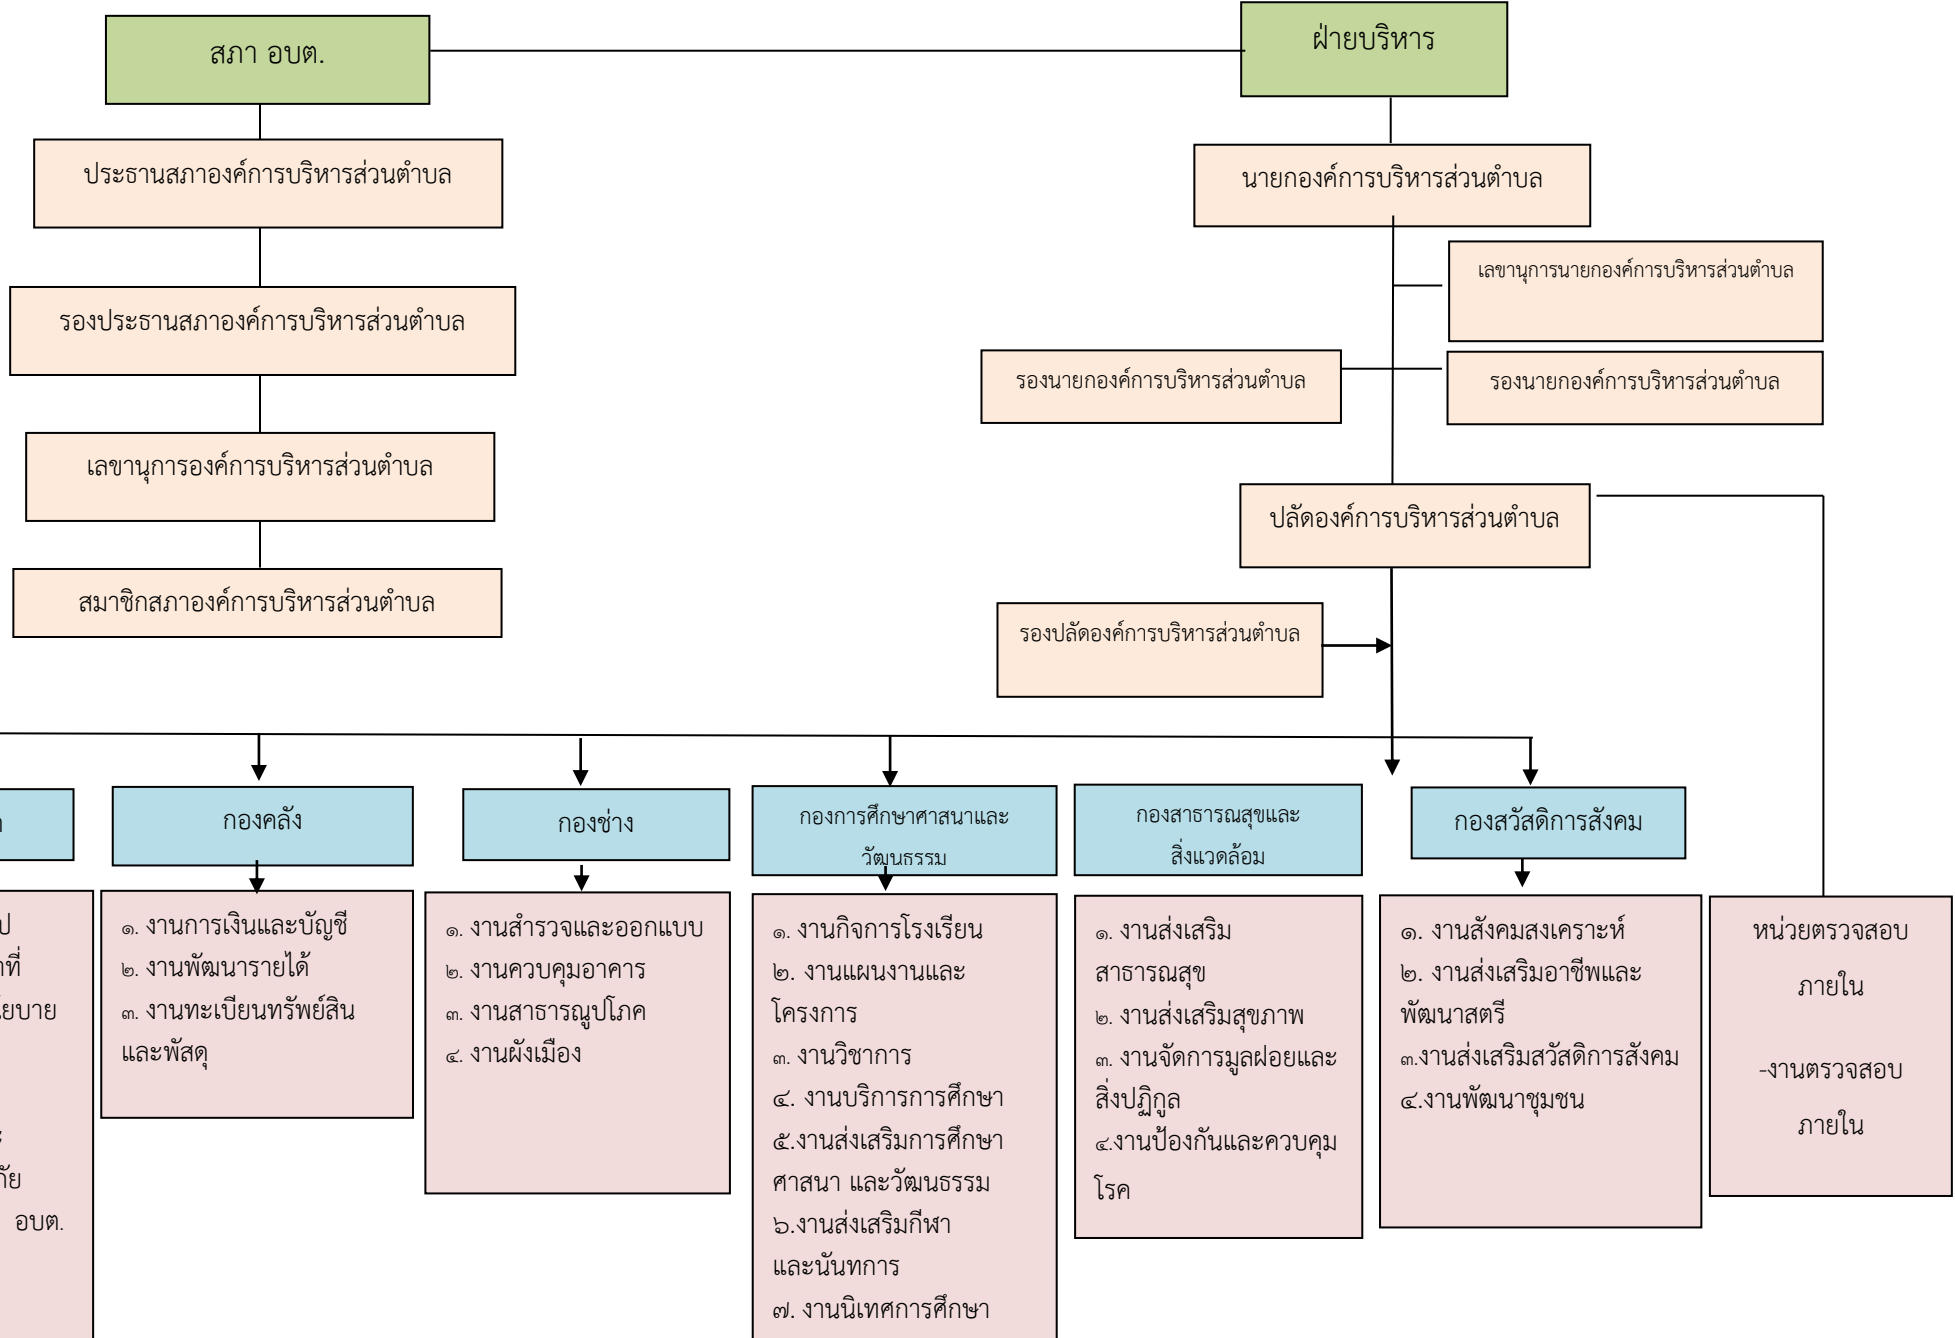 สภา อบต.
ฝ่ายบริหาร
ประธานสภาองค์การบริหารส่วนตำบล
นายกองค์การบริหารส่วนตำบล
เลขานุการนายกองค์การบริหารส่วนตำบล
รองประธานสภาองค์การบริหารส่วนตำบล
รองนายกองค์การบริหารส่วนตำบล
รองนายกองค์การบริหารส่วนตำบล
เลขานุการองค์การบริหารส่วนตำบล
ปลัดองค์การบริหารส่วนตำบล
สมาชิกสภาองค์การบริหารส่วนตำบล
รองปลัดองค์การบริหารส่วนตำบล
อบต.
กองคลัง
๑. งานการเงินและบัญชี
๒. งานพัฒนารายได้
๓. งานทะเบียนทรัพย์สิน
และพัสดุ
กองช่าง
๑. งานสำรวจและออกแบบ
๒. งานควบคุมอาคาร
๓. งานสาธารณูปโภค
๔. งานผังเมือง
กองการศึกษาศาสนาและ
วัฒนธรรม
๑. งานกิจการโรงเรียน
๒. งานแผนงานและ
โครงการ
๓. งานวิชาการ
๔. งานบริการการศึกษา
๕.งานส่งเสริมการศึกษา
ศาสนา และวัฒนธรรม
๖.งานส่งเสริมกีฬา
และนันทการ
๗. งานนิเทศการศึกษา
กองสาธารณสุขและ
สิ่งแวดล้อม
๑. งานส่งเสริม
สาธารณสุข
๒. งานส่งเสริมสุขภาพ
๓. งานจัดการมูลฝอยและ
สิ่งปฏิกูล
๔.งานป้องกันและควบคุม
โรค
กองสวัสดิการสังคม
๑. งานสังคมสงเคราะห์
๒. งานส่งเสริมอาชีพและ
พัฒนาสตรี
๓.งานส่งเสริมสวัสดิการสังคม
๔.งานพัฒนาชุมชน
หน่วยตรวจสอบ
ภายใน
-งานตรวจสอบ
ภายใน